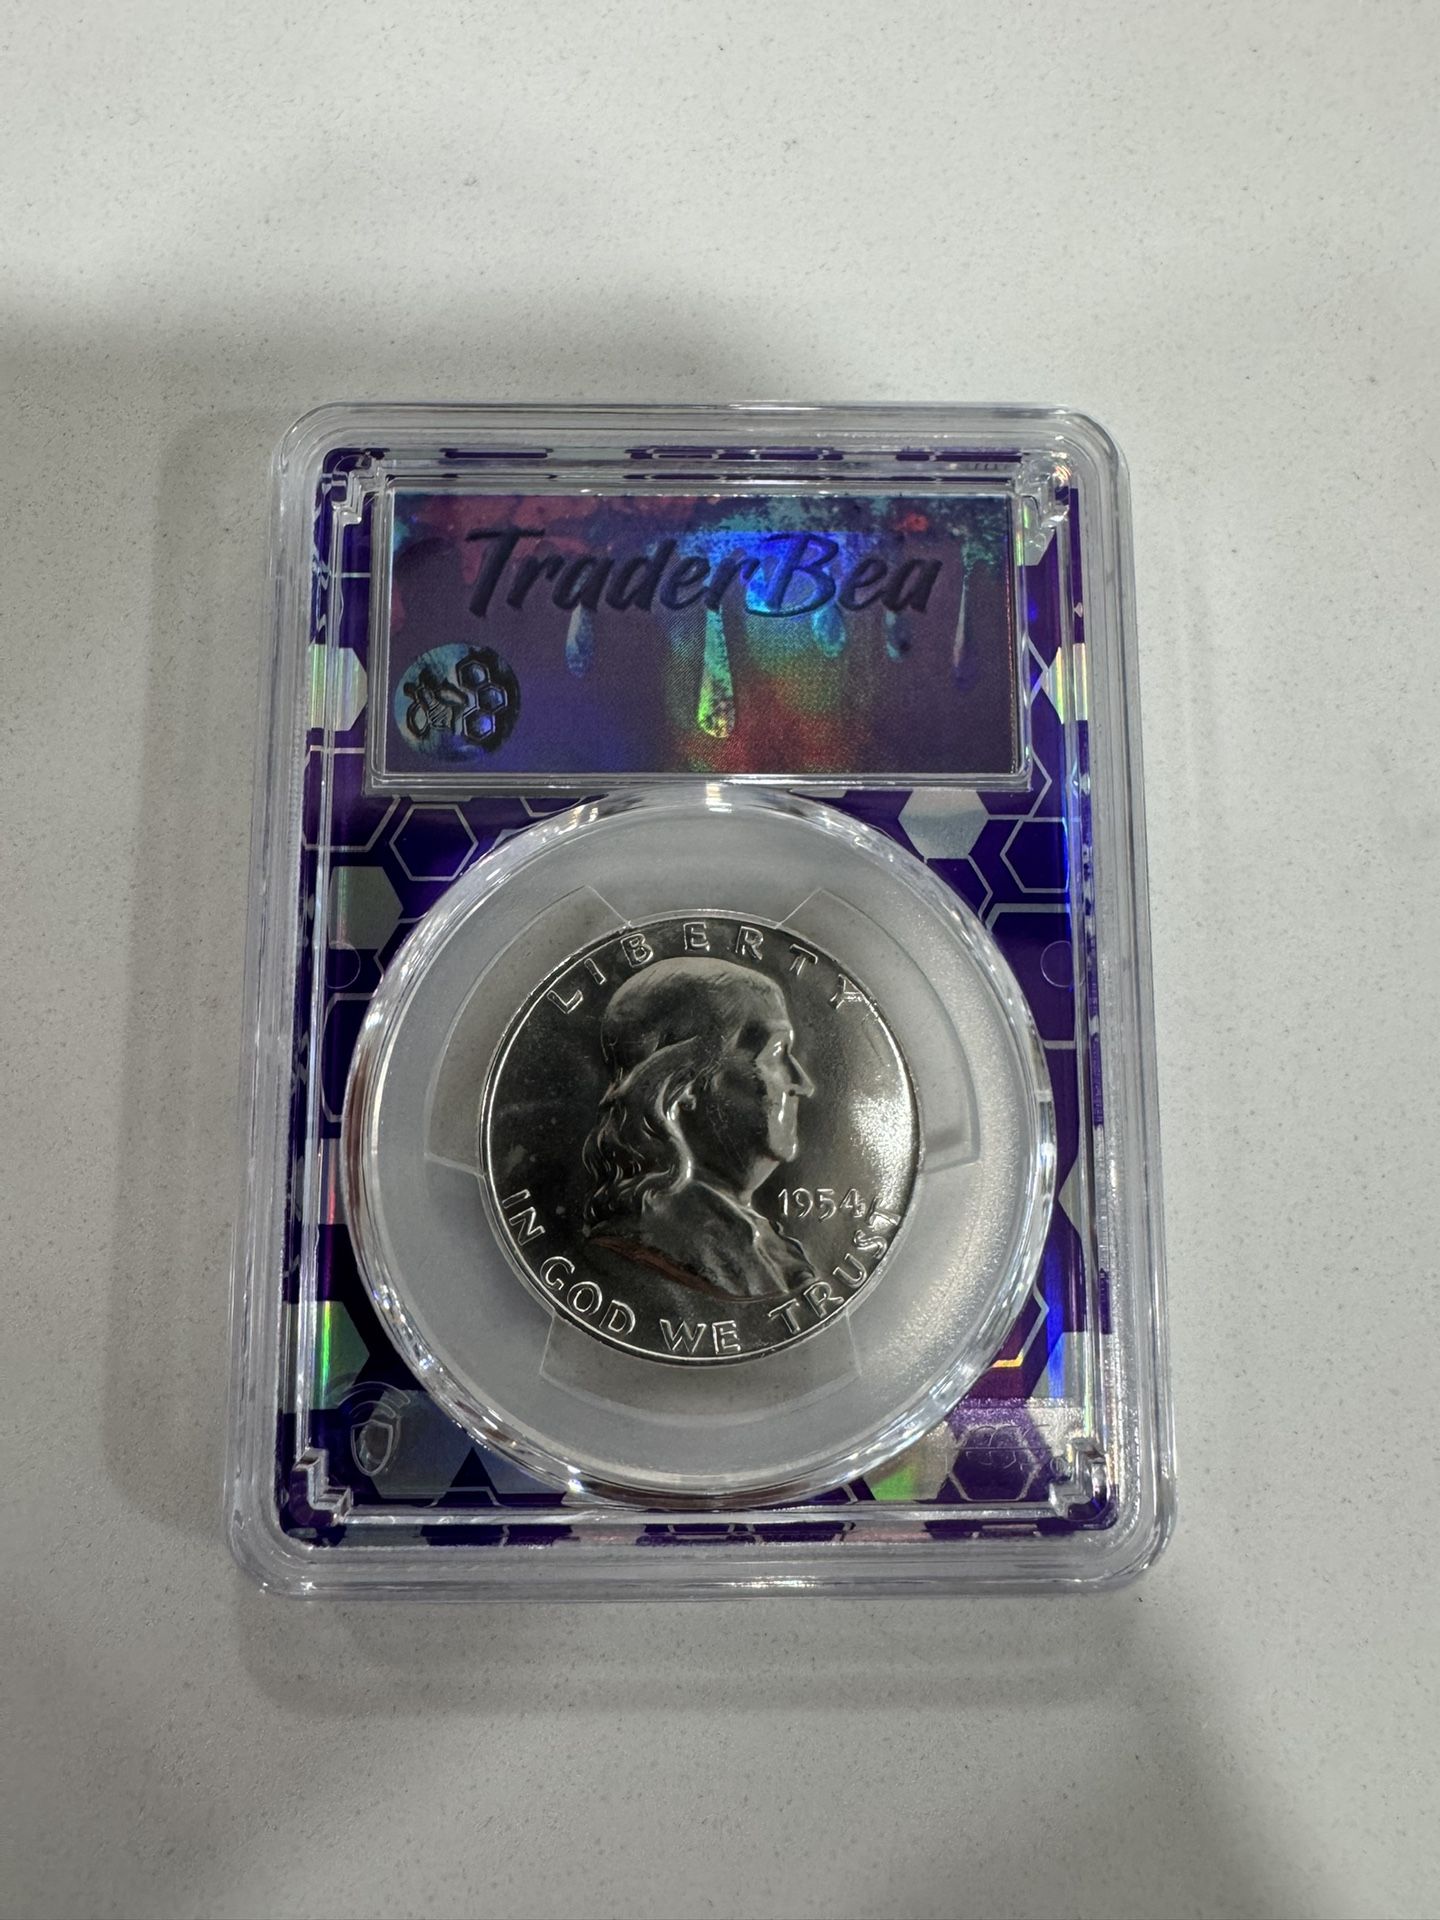 TraderBea
LIBERTY
1954
IN GOD WE TRUST